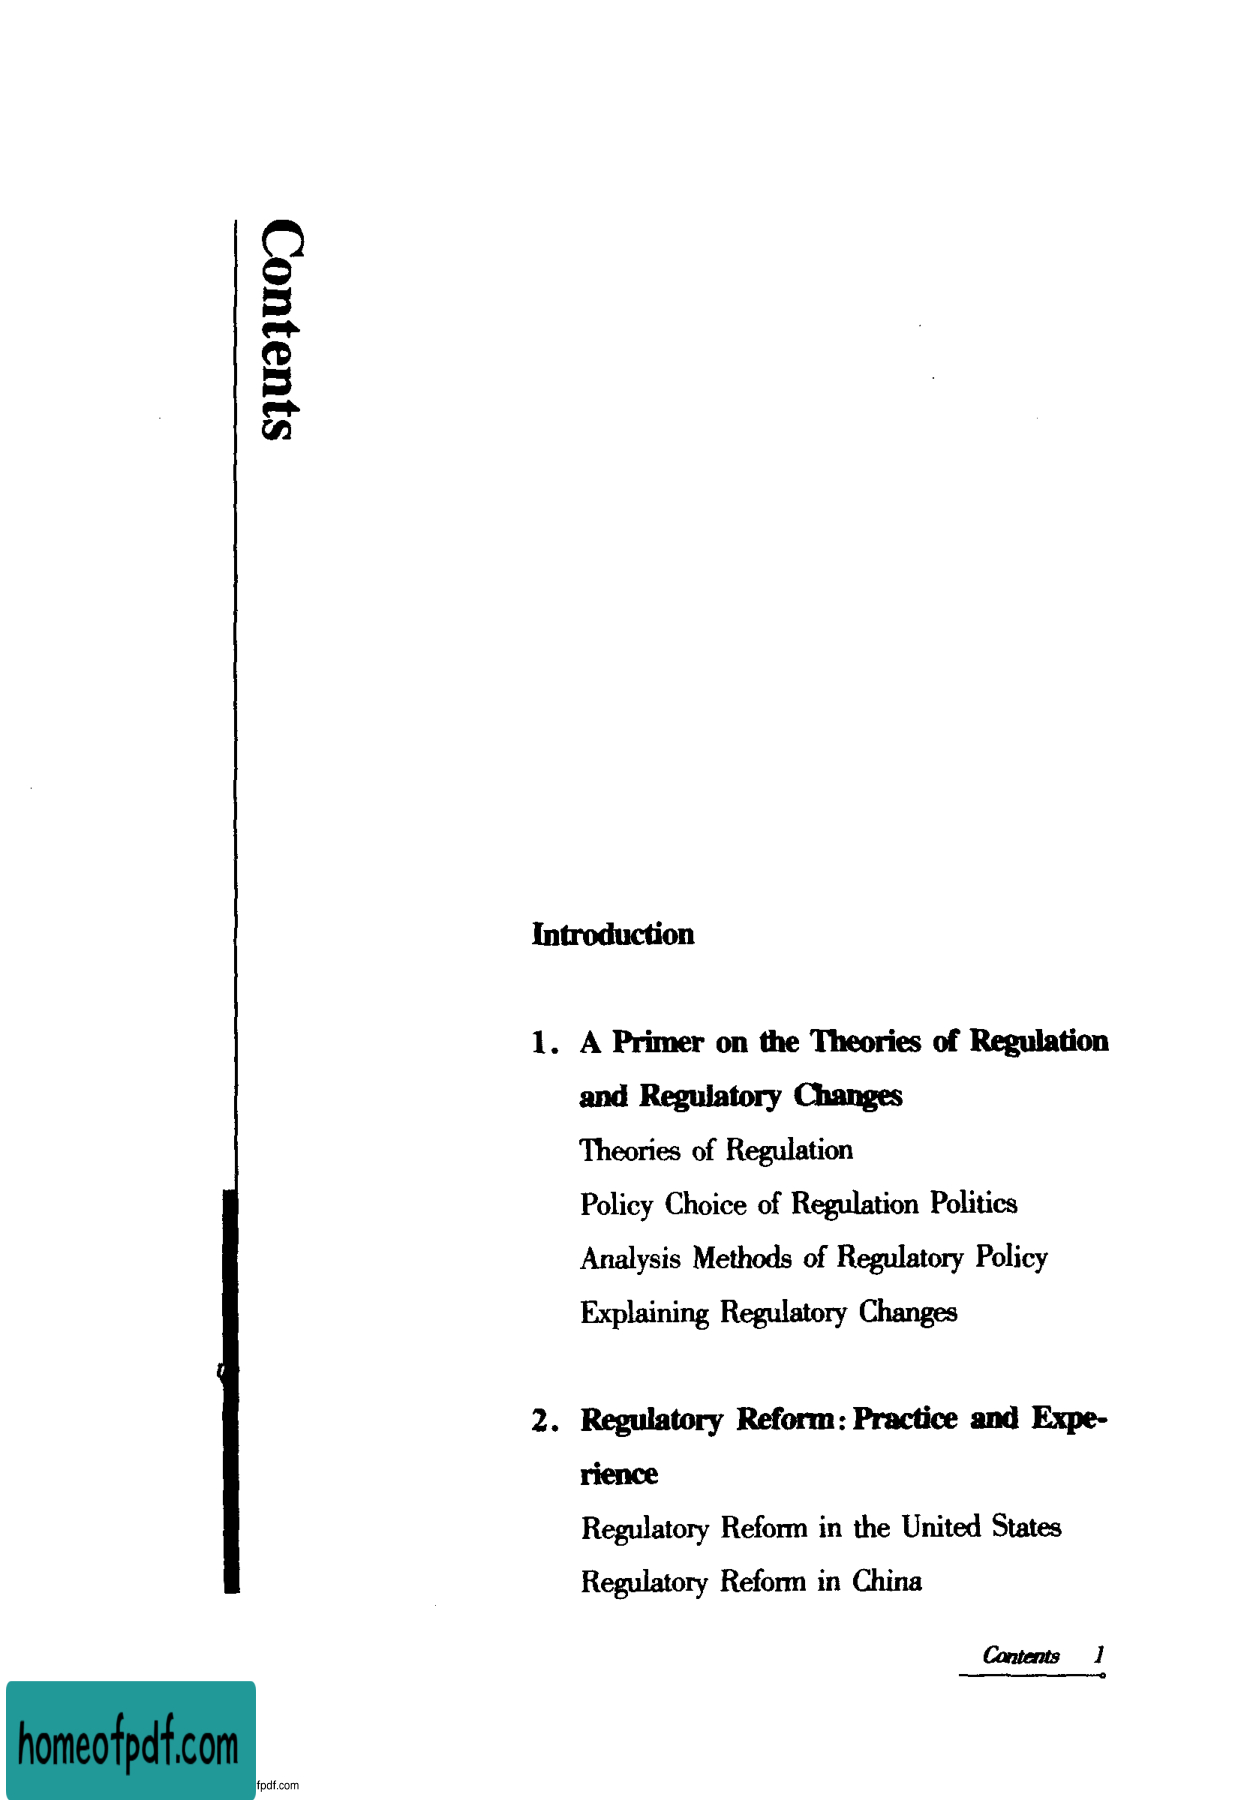 Contents
Introduction
1. A Primer on the Theories of Regulation
and Regulatory Changes
Theories of Regulation
Policy Choice of Regulation Politics
Analysis Methods of Regulatory Policy
Explaining Regulatory Changes
2. Regulatory Reform: Practice and Expe-
rience
Regulatory Reform in the United States
Regulatory Reform in China
Contents 1
homeofpdf.com
fpdf.com